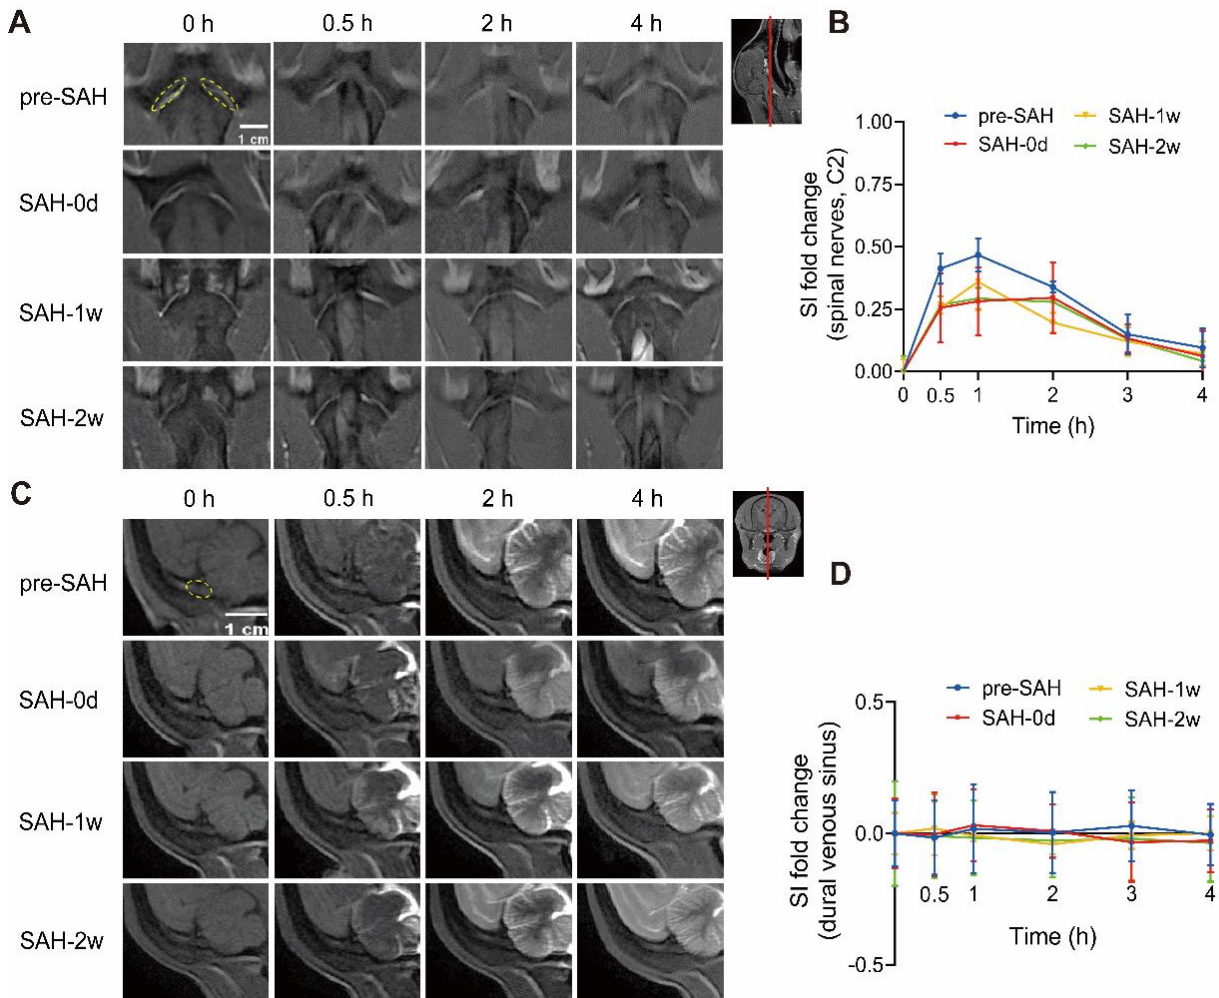 A
0 h 0.5 h 2 h 4 h
pre-SAH
1 cm
SAH-0d
SAH-1w
SAH-2w
B
pre-SAH SAH-1w
SAH-0d SAH-2w
1.00
0.75
0.50
0.25
0.00
SI fold change
(spinal nerves, C2)
0 0.5 1 2 3 4
Time (h)
C
0 h 0.5 h 2 h 4 h
pre-SAH
1 cm
SAH-0d
SAH-1w
SAH-2w
D
pre-SAH SAH-1w
SAH-0d SAH-2w
0.5
0.0
-0.5
SI fold change
(dural venous sinus)
0.5 1 2 3 4
Time (h)